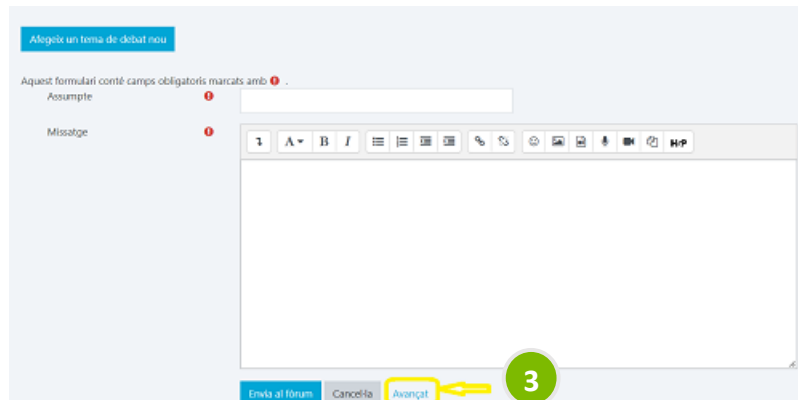 Afegeix un tema de debat nou
Aquest formulari conté camps obligatoris marcats amb .
Assumpte
Missatge
A B I H-P
Envia al fòrum Cancel·la Avançat 3